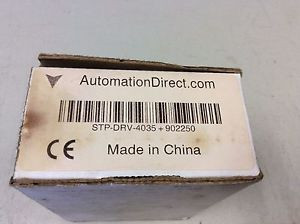 AutomationDirect.com
STP-DRV-4035+902250
CE
Made in China